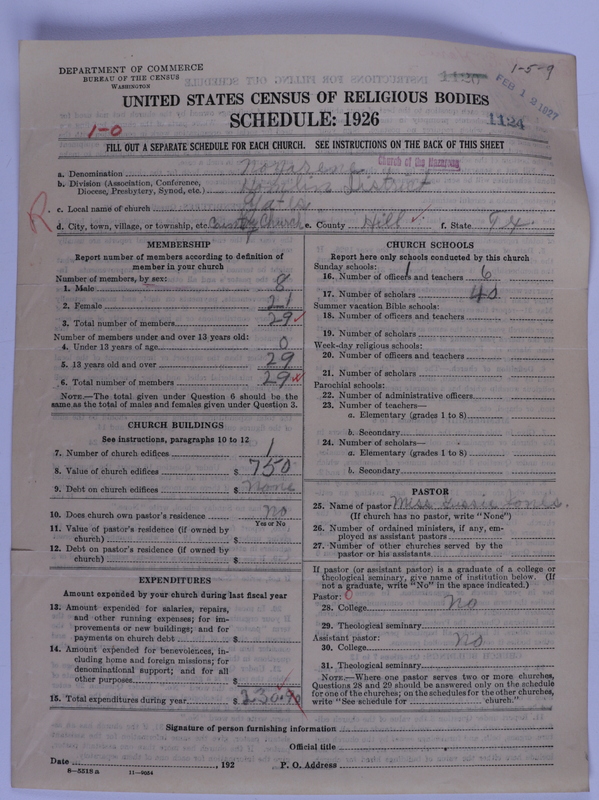 DEPARTMENT OF COMMERCE
BUREAU OF THE CENSUS
WASHINGTON
1-5-9
1120
FEB 19 1927
UNITED STATES CENSUS OF RELIGIOUS BODIES
SCHEDULE: 1926
1124
1-0
FILL OUT A SEPARATE SCHEDULE FOR EACH CHURCH. SEE INSTRUCTIONS ON THE BACK OF THIS SHEET
Church of the Nazarene
a. Denomination Nazarene
b. Division (Association, Conference, Diocese, Presbytery, Synod, etc.) Hamlin District
c. Local name of church Yates
R
d. City, town, village, or township, etc. Country Church e. County Hill f. State Tx.
MEMBERSHIP
Report number of members according to definition of
member in your church
Number of members, by sex:
1. Male 8
2. Female 21
3. Total number of members 29
Number of members under and over 13 years old:
4. Under 13 years of age 0
5. 13 years old and over 29
6. Total number of members 29
NOTE.—The total given under Question 6 should be the
same as the total of males and females given under Question 3.
CHURCH BUILDINGS
See instructions, paragraphs 10 to 12
7. Number of church edifices 1
8. Value of church edifices $ 750
9. Debt on church edifices $ None
10. Does church own pastor's residence? no
Yes or No
11. Value of pastor's residence (if owned by
church) $
12. Debt on pastor's residence (if owned by
church) $
EXPENDITURES
Amount expended by your church during last fiscal year
13. Amount expended for salaries, repairs,
and other running expenses; for im-
provements or new buildings; and for
payments on church debt $
14. Amount expended for benevolences, in-
cluding home and foreign missions; for
denominational support; and for all
other purposes $
15. Total expenditures during year $ 230.90
CHURCH SCHOOLS
Report here only schools conducted by this church
Sunday schools: 1
16. Number of officers and teachers 6
17. Number of scholars 40
Summer vacation Bible schools:
18. Number of officers and teachers
19. Number of scholars
Week-day religious schools:
20. Number of officers and teachers
21. Number of scholars
Parochial schools:
22. Number of administrative officers
23. Number of teachers—
a. Elementary (grades 1 to 8)
b. Secondary
24. Number of scholars—
a. Elementary (grades 1 to 8)
b. Secondary
PASTOR
25. Name of pastor Miss
(If church has no pastor, write "None")
26. Number of ordained ministers, if any, em-
ployed as assistant pastors
27. Number of other churches served by the
pastor or his assistants
If pastor (or assistant pastor) is a graduate of a college or
theological seminary, give name of institution below. (If
not a graduate, write "No" in the space indicated.)
Pastor: 0
28. College no
29. Theological seminary
Assistant pastor:
30. College no
31. Theological seminary
NOTE.—Where one pastor serves two or more churches,
Questions 28 and 29 should be answered only on the schedule
for one of the churches; on the schedules for the other churches,
write "See schedule for church."
Signature of person furnishing information
Official title
Date , 192 P. O. Address
8-5318a 11-9034